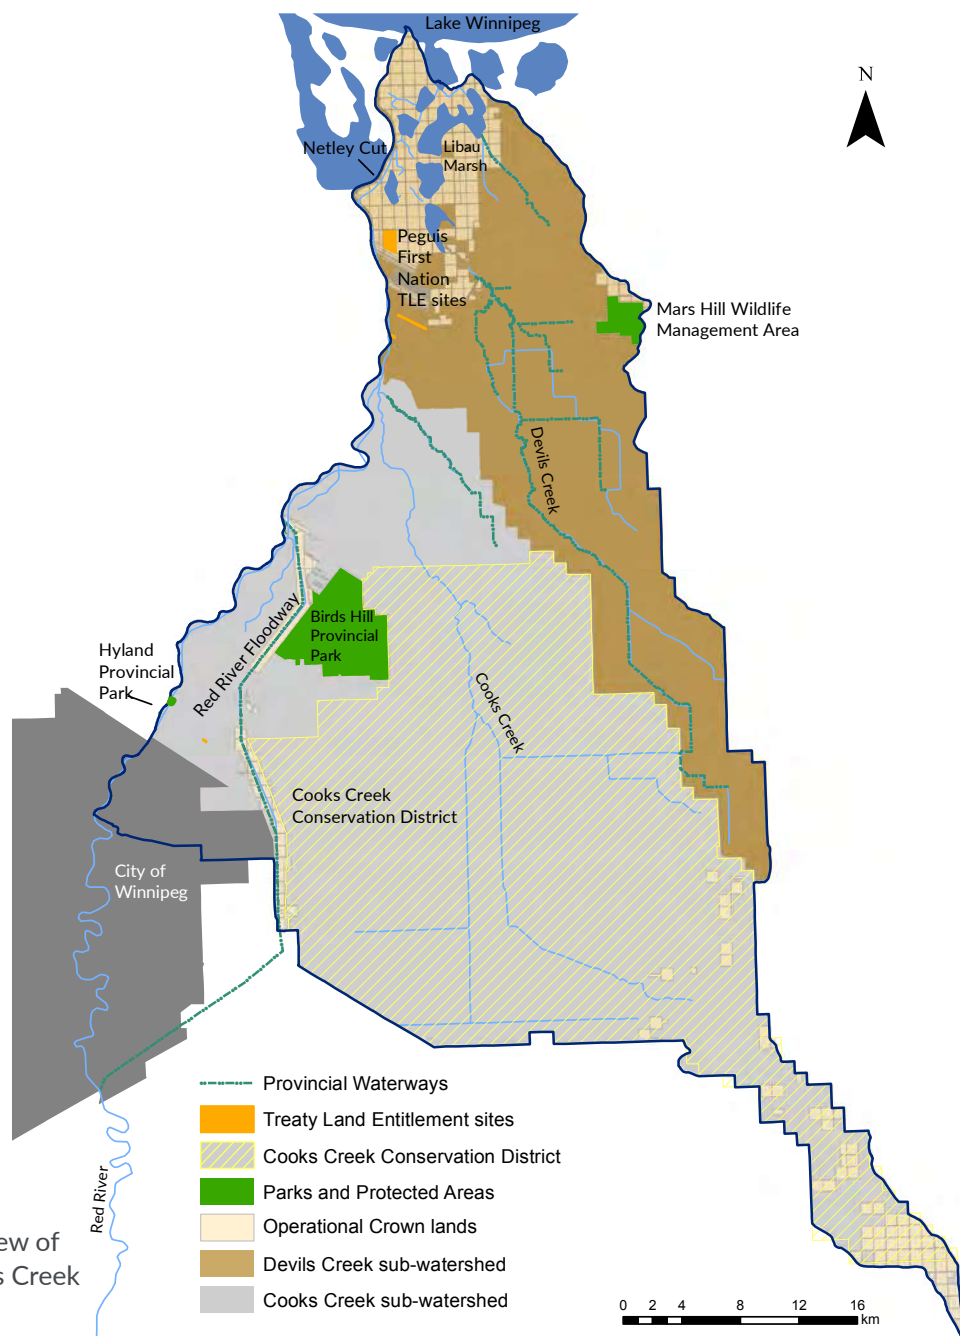 Lake Winnipeg
N
Netley Cut
Libau
Marsh
Peguis
First
Nation
TLE sites
Mars Hill Wildlife
Management Area
Devils Creek
Red River Floodway
Birds Hill
Provincial
Park
Hyland
Provincial
Park
Cooks Creek
Cooks Creek
Conservation District
City of
Winnipeg
Red River
Provincial Waterways
Treaty Land Entitlement sites
Cooks Creek Conservation District
Parks and Protected Areas
Operational Crown lands
Devils Creek sub-watershed
Cooks Creek sub-watershed
ew of
s Creek
0 2 4 8 12 16
km